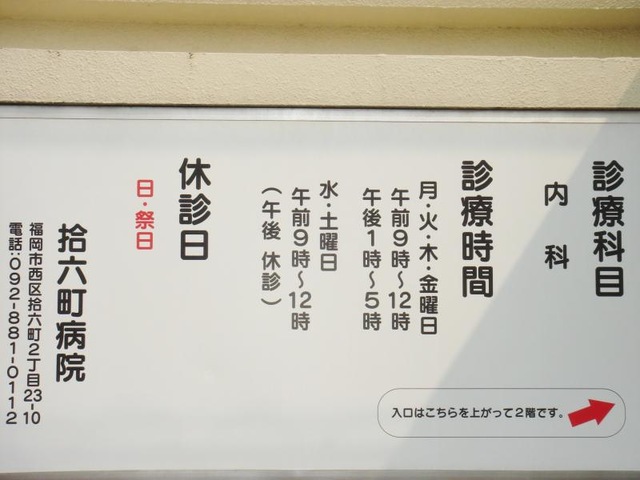 診療科目
内科
診療時間
月・火・木・金曜日
午前9時〜12時
午後1時〜5時
水・土曜日
午前9時〜12時
（午後 休診）
休診日
日・祭日
拾六町病院
福岡市西区拾六町2丁目23-10
電話：092-881-0112
入口はこちらを上がって2階です。